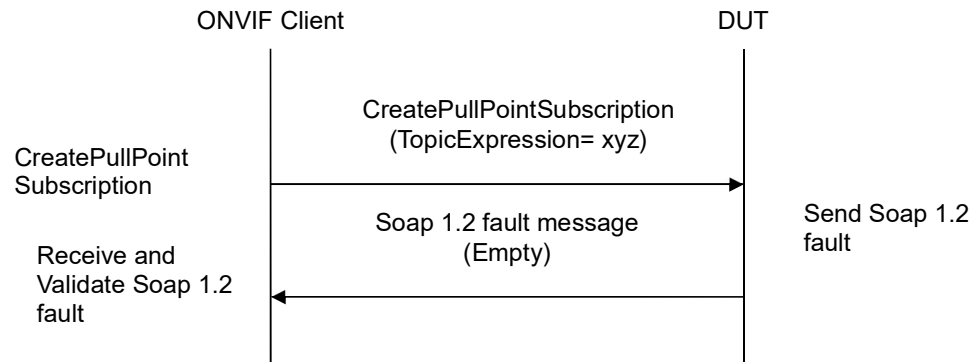 ONVIF Client
DUT
CreatePullPointSubscription
(TopicExpression= xyz)
CreatePullPoint
Subscription
Soap 1.2 fault message
(Empty)
Send Soap 1.2
fault
Receive and
Validate Soap 1.2
fault